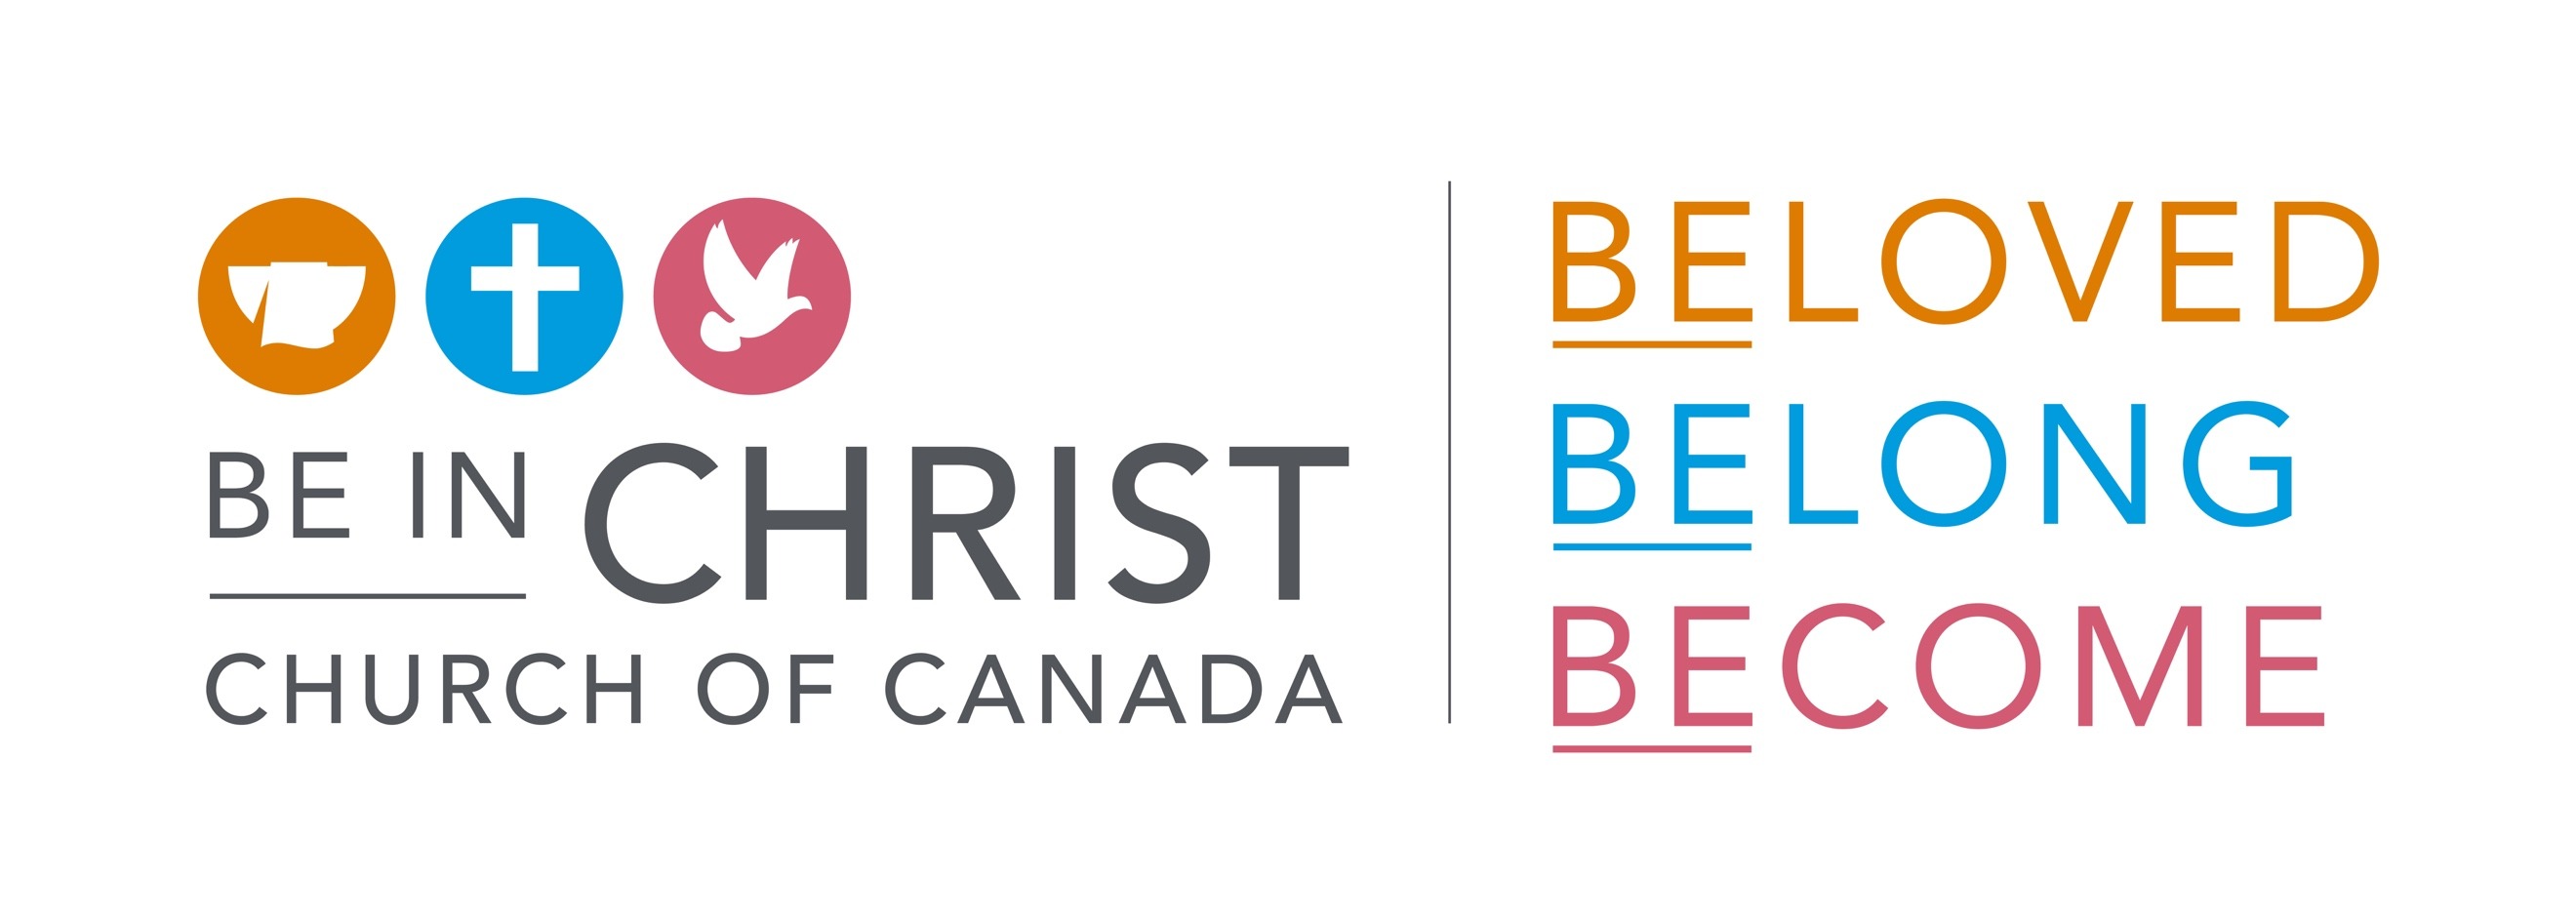 BE IN CHRIST
CHURCH OF CANADA
BELOVED
BELONG
BECOME